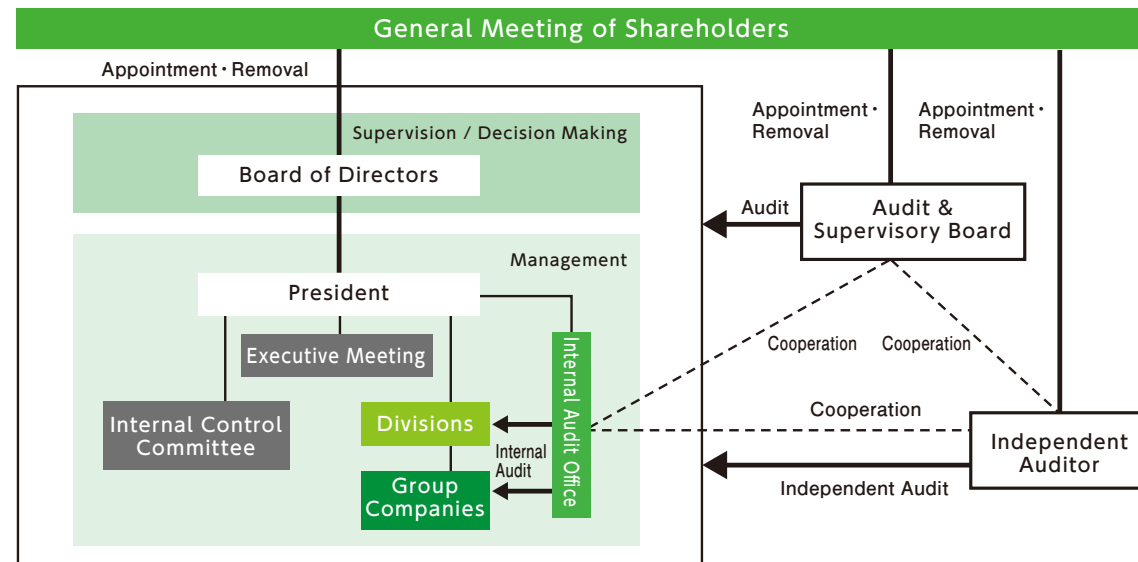 General Meeting of Shareholders
Appointment・Removal
Appointment・
Removal
Appointment・
Removal
Supervision / Decision Making
Board of Directors
Audit
Audit &
Supervisory Board
Management
President
Executive Meeting
Internal Audit Office
Cooperation
Cooperation
Internal Control
Committee
Divisions
Internal
Audit
Group
Companies
Cooperation
Independent
Auditor
Independent Audit